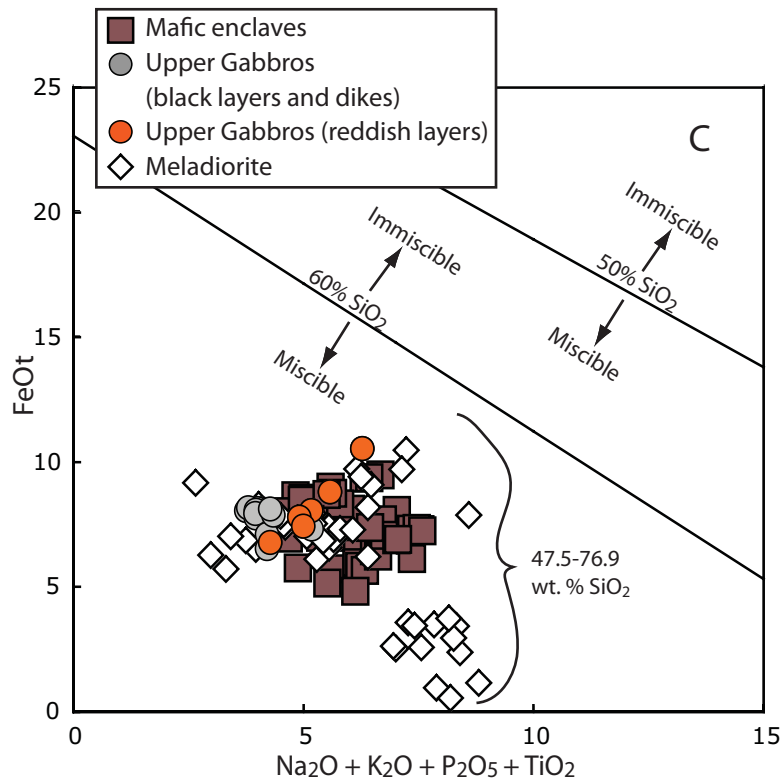 Mafic enclaves
Upper Gabbros
(black layers and dikes)
Upper Gabbros (reddish layers)
Meladiorite
C
25
20
15
10
5
0
FeOt
Immiscible
60% SiO₂
Miscible
Immiscible
50% SiO₂
Miscible
47.5-76.9
wt. % SiO₂
0
5
10
15
Na₂O + K₂O + P₂O₅ + TiO₂